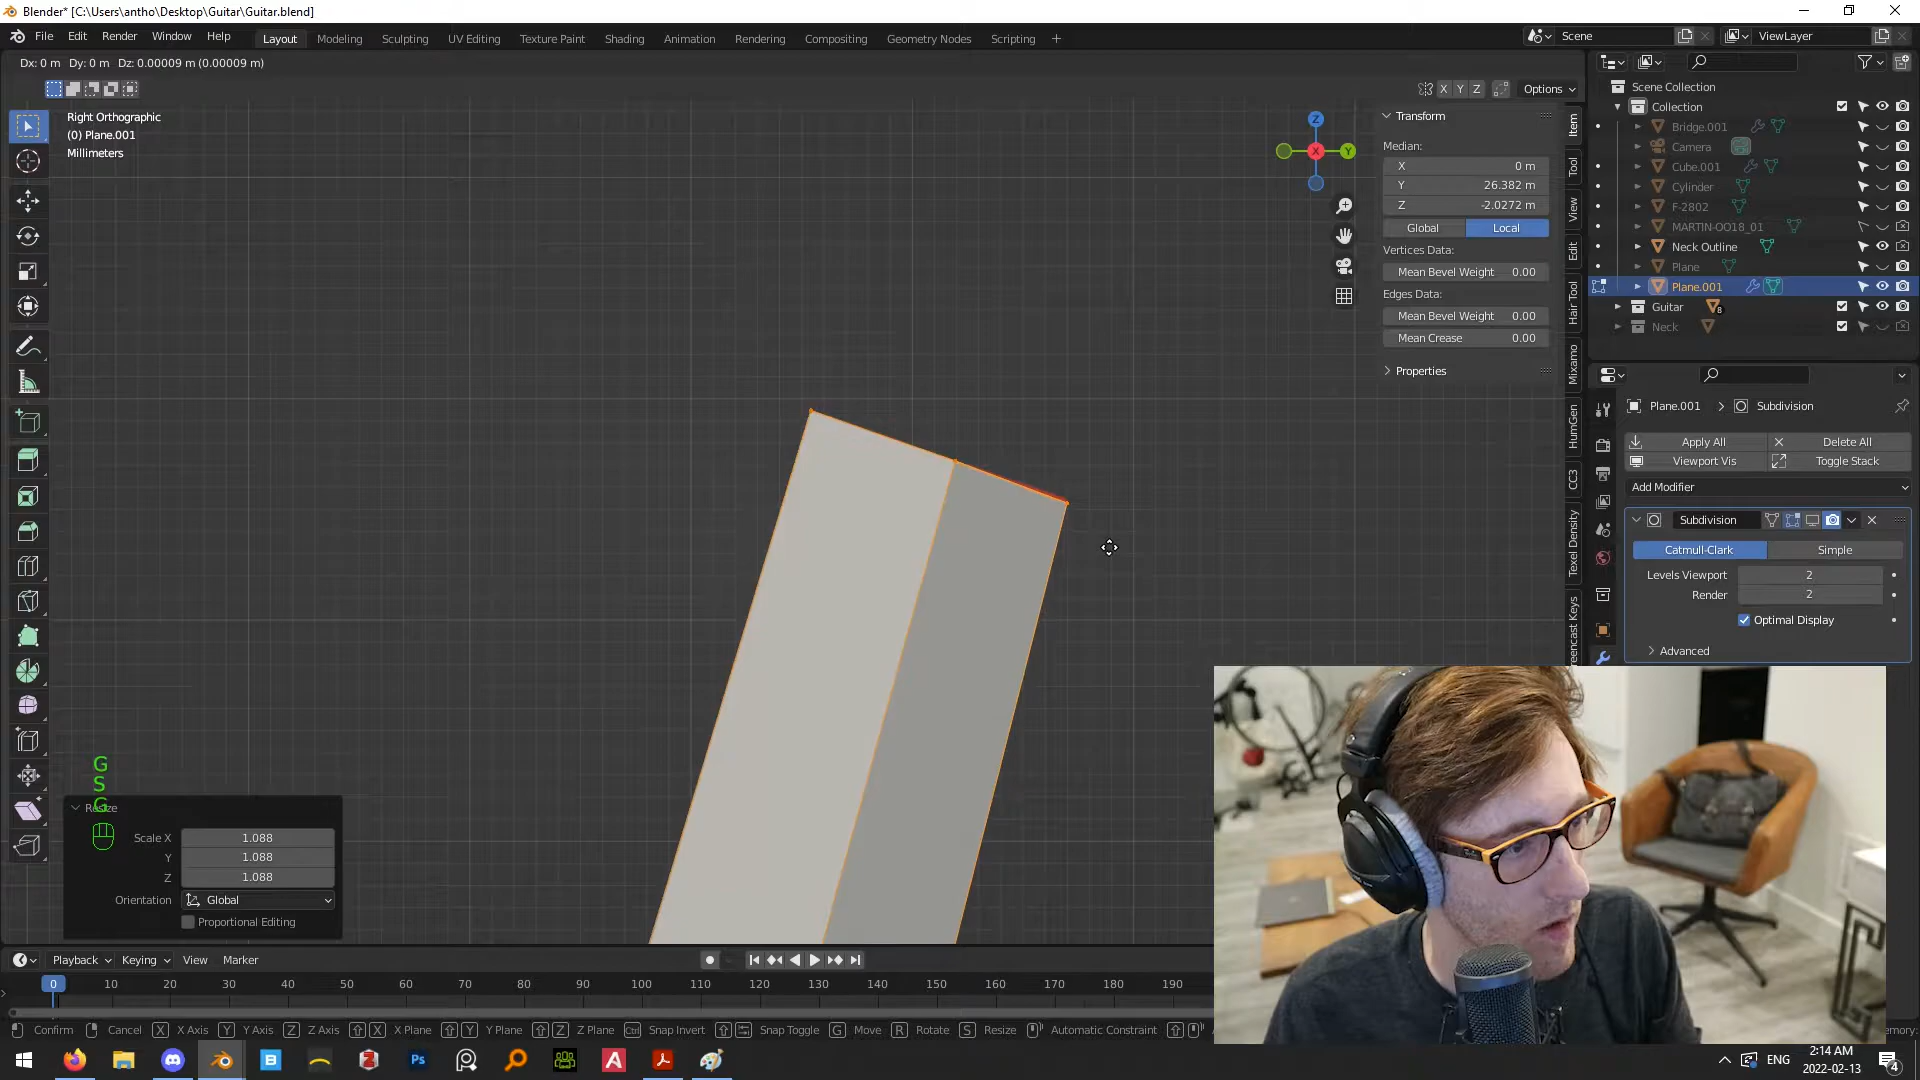 Blender* [C:\Users\antho\Desktop\Guitar\Guitar.blend]
File Edit Render Window Help Layout Modeling Sculpting UV Editing Texture Paint Shading Animation Rendering Compositing Geometry Nodes Scripting + Scene ViewLayer
Dx: 0 m Dy: 0 m Dz: 0.00009 m (0.00009 m)
X Y Z Options
Right Orthographic
(0) Plane.001
Millimeters
Z
X
Y
Transform
Median:
X 0 m
Y 26.382 m
Z -2.0272 m
Global Local
Vertices Data:
Mean Bevel Weight 0.00
Edges Data:
Mean Bevel Weight 0.00
Mean Crease 0.00
Properties
Item
Tool
View
Edit
Hair Tool
Mixamo
HumGen
CC3
Texel Density
reencast Keys
Scene Collection
Collection
Bridge.001
Camera
Cube.001
Cylinder
F-2802
MARTIN-OO18_01
Neck Outline
Plane
Plane.001
Guitar 8
Neck
Plane.001 > Subdivision
Apply All Delete All
Viewport Vis Toggle Stack
Add Modifier
Subdivision
Catmull-Clark Simple
Levels Viewport 2
Render 2
Optimal Display
Advanced
G
S
G
Resize
Scale X 1.088
Y 1.088
Z 1.088
Orientation Global
Proportional Editing
Playback Keying View Marker
0 10 20 30 40 50 60 70 80 90 100 110 120 130 140 150 160 170 180 190
Confirm Cancel X X Axis Y Y Axis Z Z Axis X X Plane Y Y Plane Z Z Plane Ctrl Snap Invert Snap Toggle G Move R Rotate S Resize Automatic Constraint
Memory:
B Z Ps A
ENG 2:14 AM
2022-02-13
4